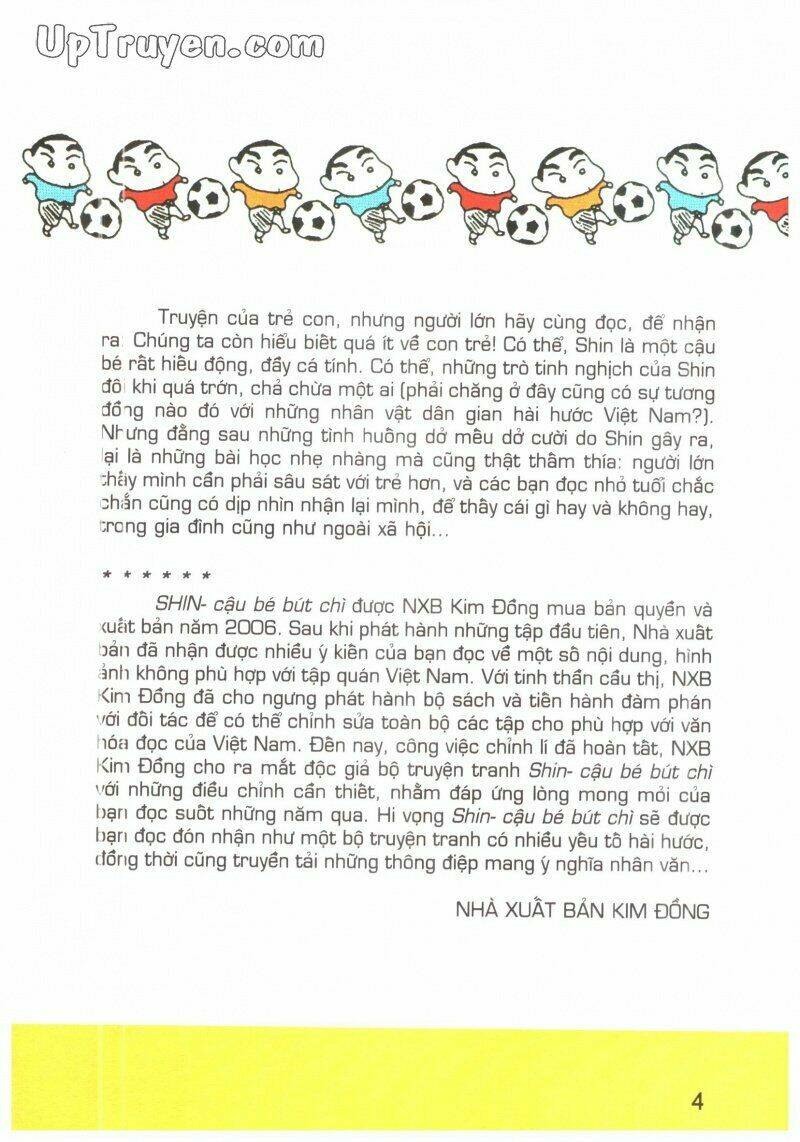 UpTruyen.com
Truyện của trẻ con, nhưng người lớn hãy cùng đọc, để nhận
ra: Chúng ta còn hiểu biết quá ít về con trẻ! Có thể, Shin là một cậu
bé rất hiều động, đầy cá tính. Có thể, những trò tinh nghịch của Shin
đôi khi quá trớn, chả chừa một ai (phải chăng ở đây cũng có sự tương
đồng nào đó với những nhân vật dân gian hài hước Việt Nam?).
Nhưng đằng sau những tình huống dở mếu dở cười do Shin gây ra,
lại là những bài học nhẹ nhàng mà cũng thật thấm thía: người lớn
thấy mình cần phải sâu sát với trẻ hơn, và các bạn đọc nhỏ tuổi chắc
chắn cũng có dịp nhìn nhận lại mình, để thấy cái gì hay và không hay,
trong gia đình cũng như ngoài xã hội...
* * * * * *
SHIN- cậu bé bút chì được NXB Kim Đồng mua bản quyền và
xuất bản năm 2006. Sau khi phát hành những tập đầu tiên, Nhà xuất
bản đã nhận được nhiều ý kiến của bạn đọc về một số nội dung, hình
ảnh không phù hợp với tập quán Việt Nam. Với tinh thần cầu thị, NXB
Kim Đồng đã cho ngưng phát hành bộ sách và tiến hành đàm phán
với đối tác để có thể chỉnh sửa toàn bộ các tập cho phù hợp với văn
hóa đọc của Việt Nam. Đến nay, công việc chỉnh lí đã hoàn tất, NXB
Kim Đồng cho ra mắt độc giả bộ truyện tranh Shin- cậu bé bút chì
với những điều chỉnh cần thiết, nhằm đáp ứng lòng mong mỏi của
bạn đọc suốt những năm qua. Hi vọng Shin- cậu bé bút chì sẽ được
bạn đọc đón nhận như một bộ truyện tranh có nhiều yếu tố hài hước,
đồng thời cũng truyền tải những thông điệp mang ý nghĩa nhân văn...
NHÀ XUẤT BẢN KIM ĐỒNG
4